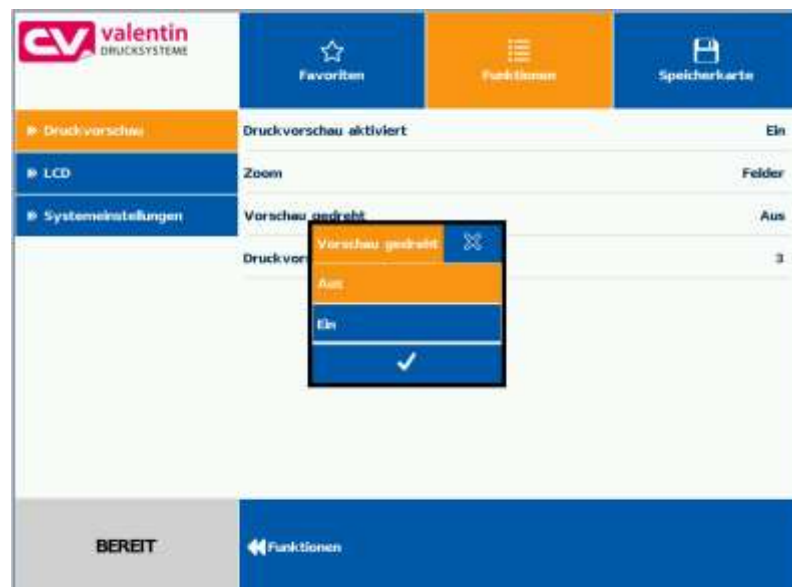 CV valentin
DRUCKSYSTEME
Favoriten
Funktionen
Speicherkarte
Druckvorschau
LCD
Systemeinstellungen
Druckvorschau aktiviert Ein
Zoom Felder
Vorschau gedreht Aus
Druckvor 3
Vorschau gedreht
Aus
Ein
BEREIT
Funktionen